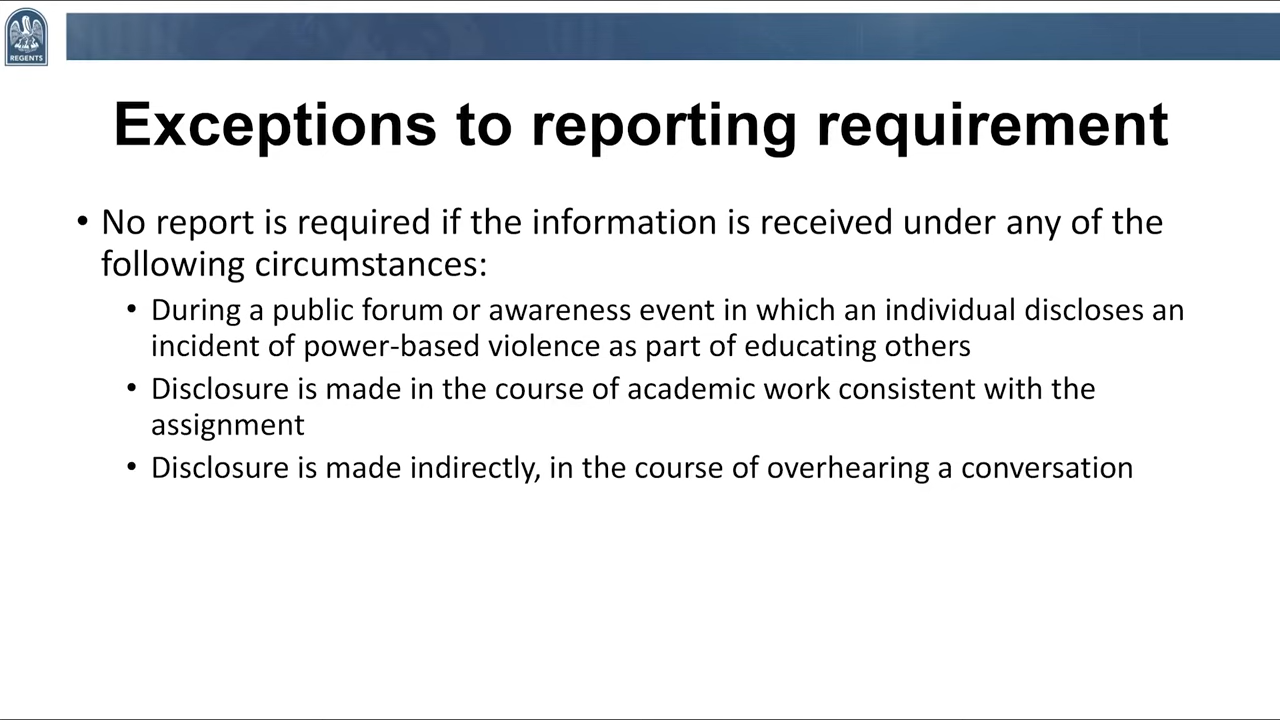 REGENTS
Exceptions to reporting requirement
• No report is required if the information is received under any of the
following circumstances:
• During a public forum or awareness event in which an individual discloses an
incident of power-based violence as part of educating others
• Disclosure is made in the course of academic work consistent with the
assignment
• Disclosure is made indirectly, in the course of overhearing a conversation